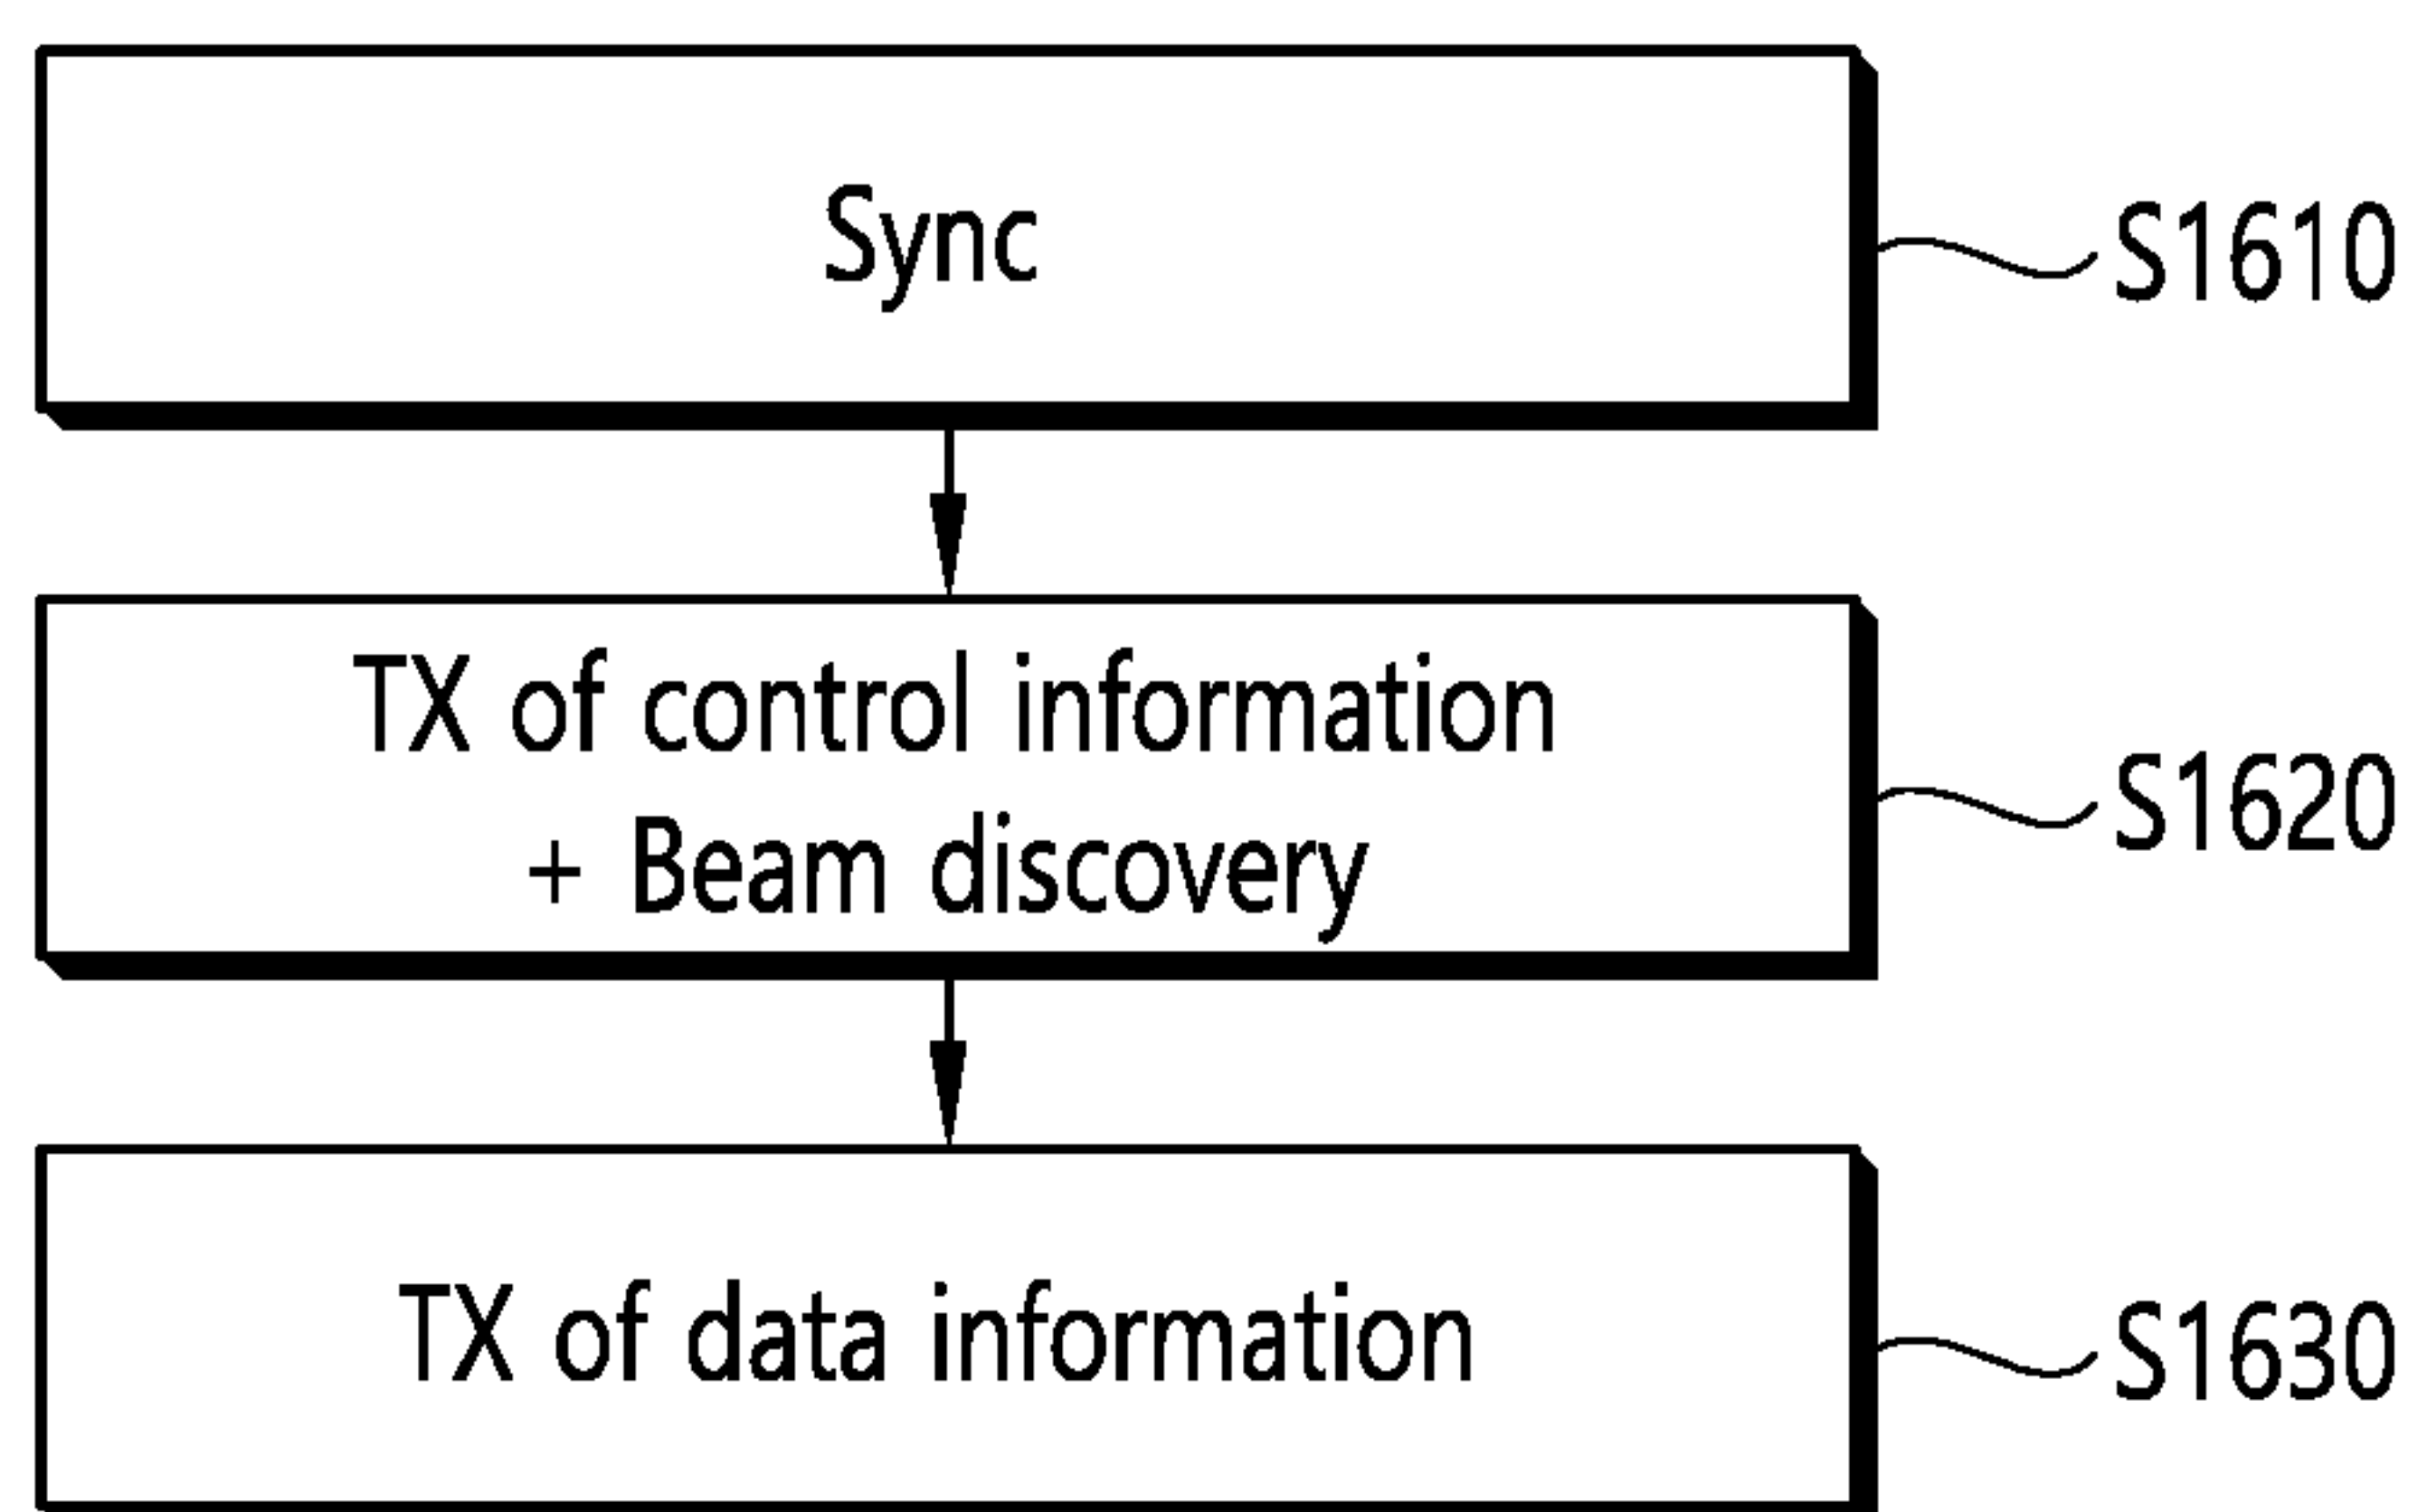 Sync
S1610
TX of control information
+ Beam discovery
S1620
TX of data information
S1630